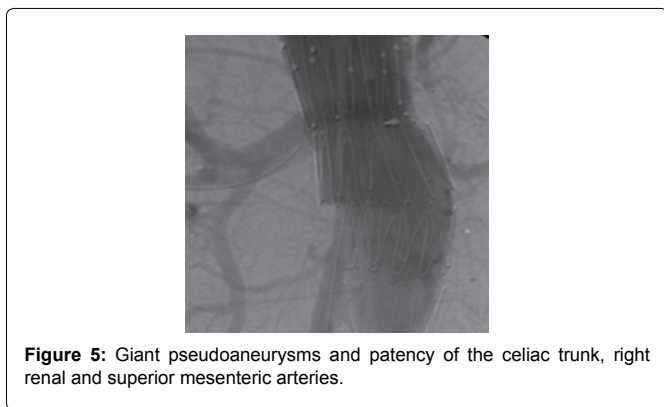 Figure 5: Giant pseudoaneurysms and patency of the celiac trunk, right
renal and superior mesenteric arteries.